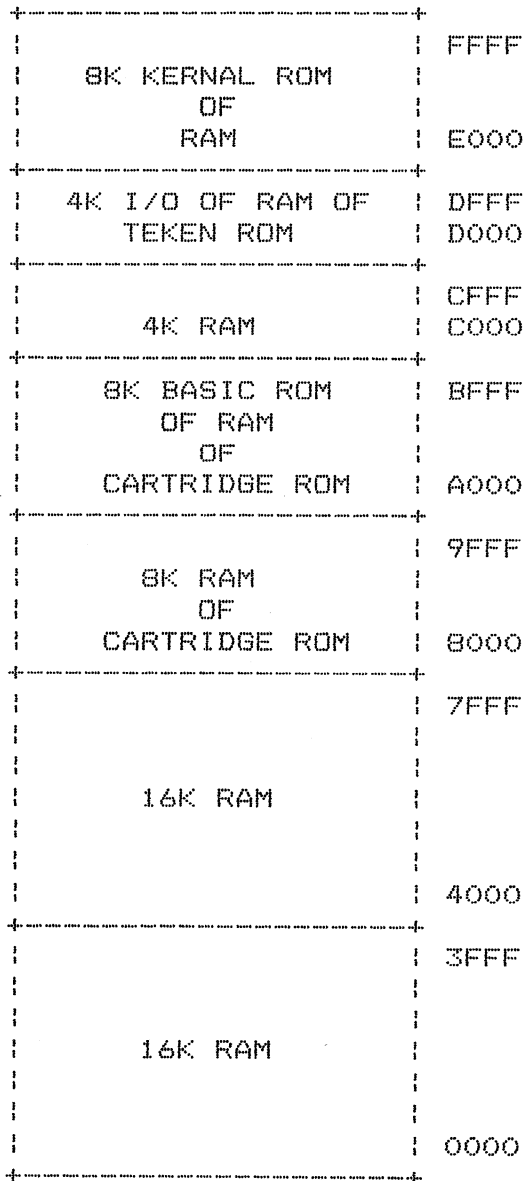 FFFF
8K KERNAL ROM
OF
RAM E000
4K I/O OF RAM OF DFFF
TEKEN ROM D000
CFFF
4K RAM C000
8K BASIC ROM BFFF
OF RAM
OF
CARTRIDGE ROM A000
9FFF
8K RAM
OF
CARTRIDGE ROM 8000
7FFF
16K RAM
4000
3FFF
16K RAM
0000